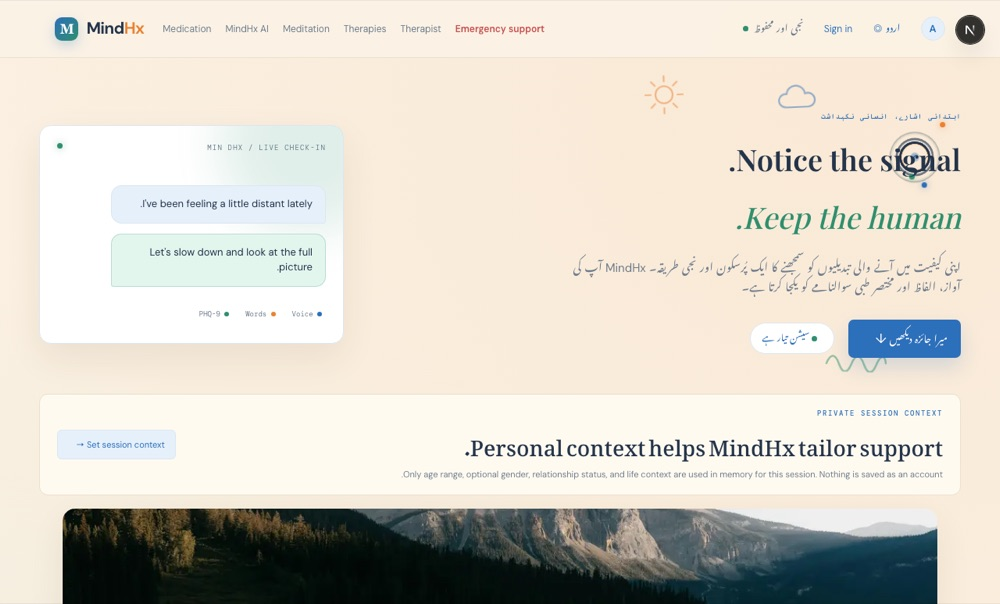 M MindHx Medication MindHx AI Meditation Therapies Therapist Emergency support نجی اور محفوظ Sign in اردو A N
ابتدائی اشارے، انسانی نگہداشت
.Notice the signal
.Keep the human
اپنی کیفیت میں آنے والی تبدیلیوں کو سمجھنے کا ایک پُرسکون اور نجی طریقہ۔ MindHx آپ کی
آواز، الفاظ اور مختصر طبی سوالنامے کو یکجا کرتا ہے۔
میرا جائزہ دیکھیں ↓
سیشن تیار ہے
MIN DHX / LIVE CHECK-IN
.I've been feeling a little distant lately
Let's slow down and look at the full
.picture
PHQ-9 Words Voice
PRIVATE SESSION CONTEXT
.Personal context helps MindHx tailor support
.Only age range, optional gender, relationship status, and life context are used in memory for this session. Nothing is saved as an account
→ Set session context